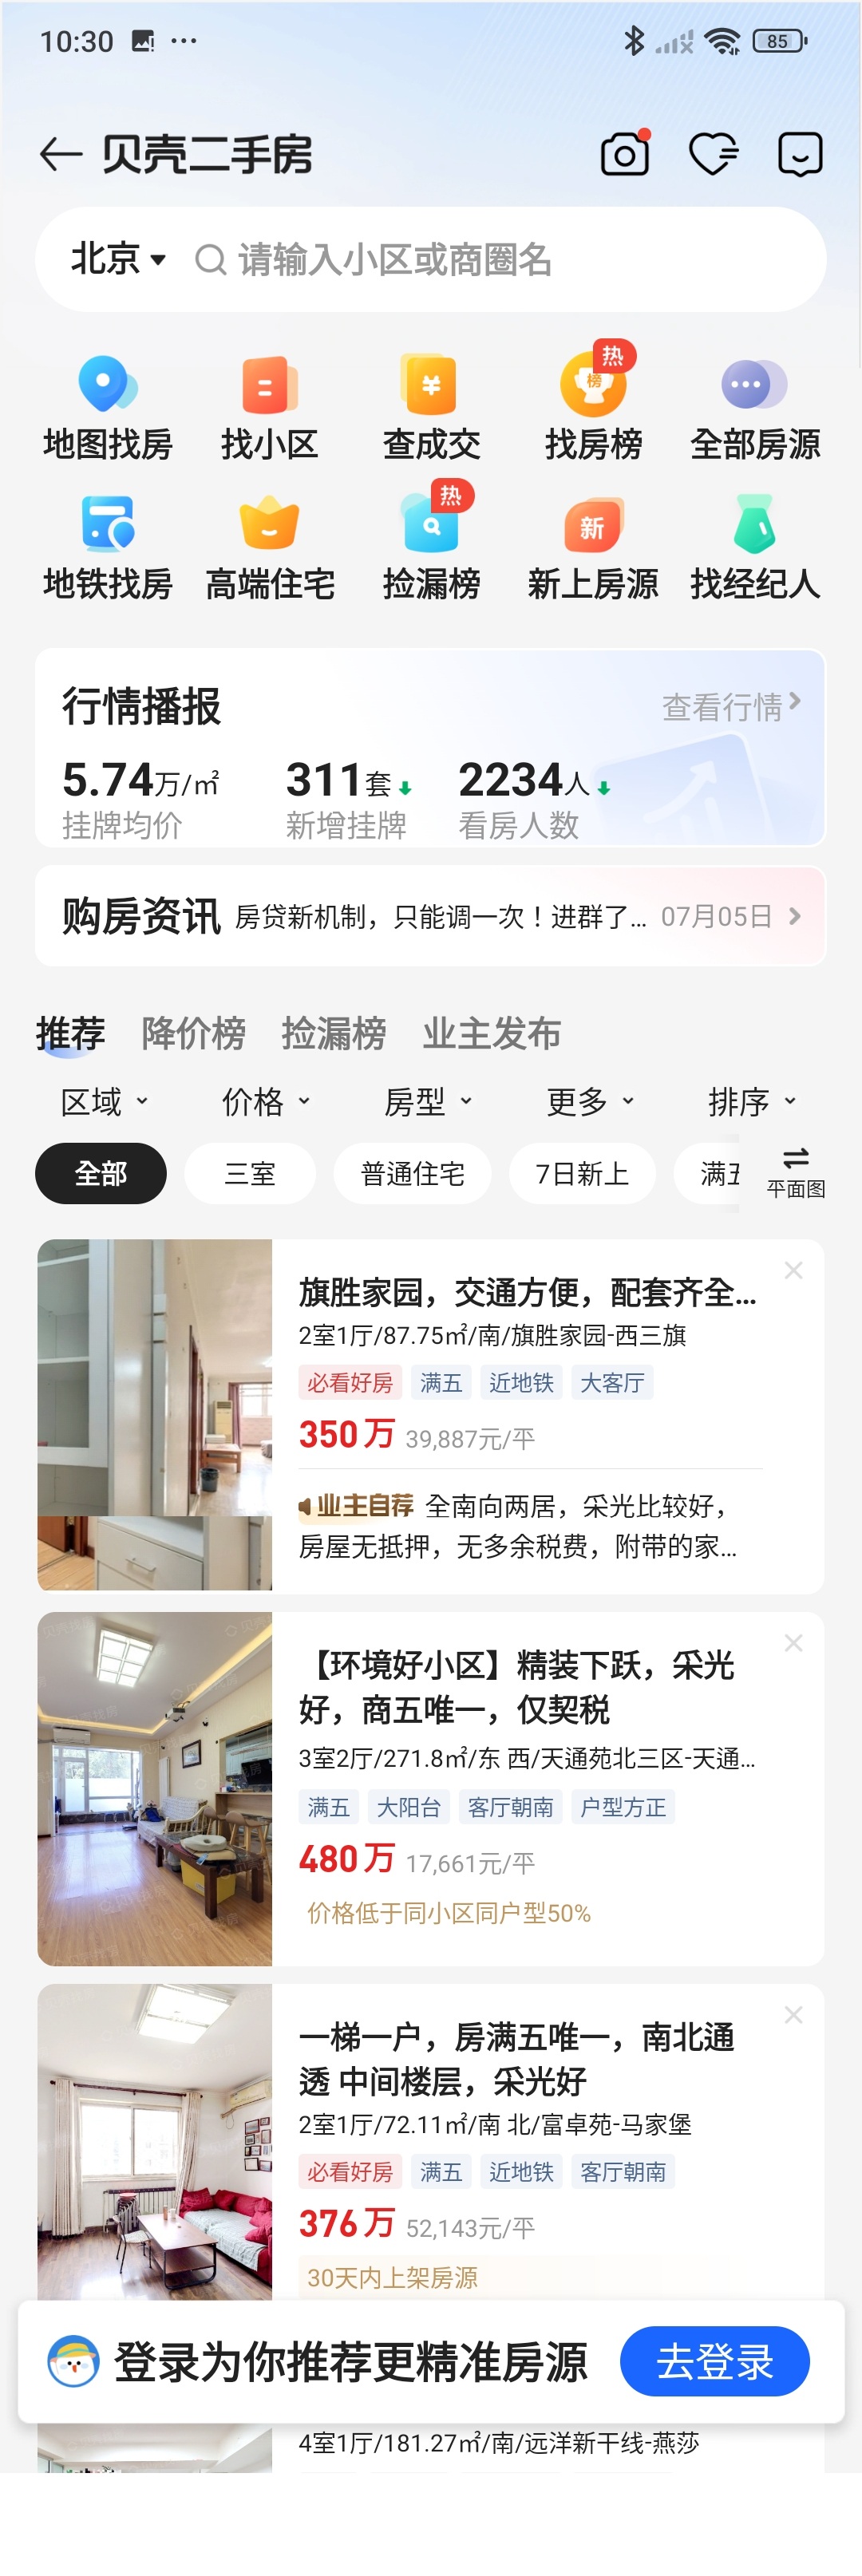 10:30
85
贝壳二手房
北京
请输入小区或商圈名
热
榜
地图找房 找小区 查成交 找房榜 全部房源
热
新
地铁找房 高端住宅 捡漏榜 新上房源 找经纪人
行情播报 查看行情
5.74万/㎡ 311套 2234人
挂牌均价 新增挂牌 看房人数
购房资讯 房贷新机制，只能调一次！进群了... 07月05日
推荐 降价榜 捡漏榜 业主发布
区域 价格 房型 更多 排序
全部 三室 普通住宅 7日新上 满五
平面图
旗胜家园，交通方便，配套齐全...
2室1厅/87.75㎡/南/旗胜家园-西三旗
必看好房 满五 近地铁 大客厅
350万 39,887元/平
业主自荐 全南向两居，采光比较好，
房屋无抵押，无多余税费，附带的家...
【环境好小区】精装下跃，采光
好，商五唯一，仅契税
3室2厅/271.8㎡/东 西/天通苑北三区-天通...
满五 大阳台 客厅朝南 户型方正
480万 17,661元/平
价格低于同小区同户型50%
一梯一户，房满五唯一，南北通
透 中间楼层，采光好
2室1厅/72.11㎡/南 北/富卓苑-马家堡
必看好房 满五 近地铁 客厅朝南
376万 52,143元/平
30天内上架房源
登录为你推荐更精准房源 去登录
4室1厅/181.27㎡/南/远洋新干线-燕莎